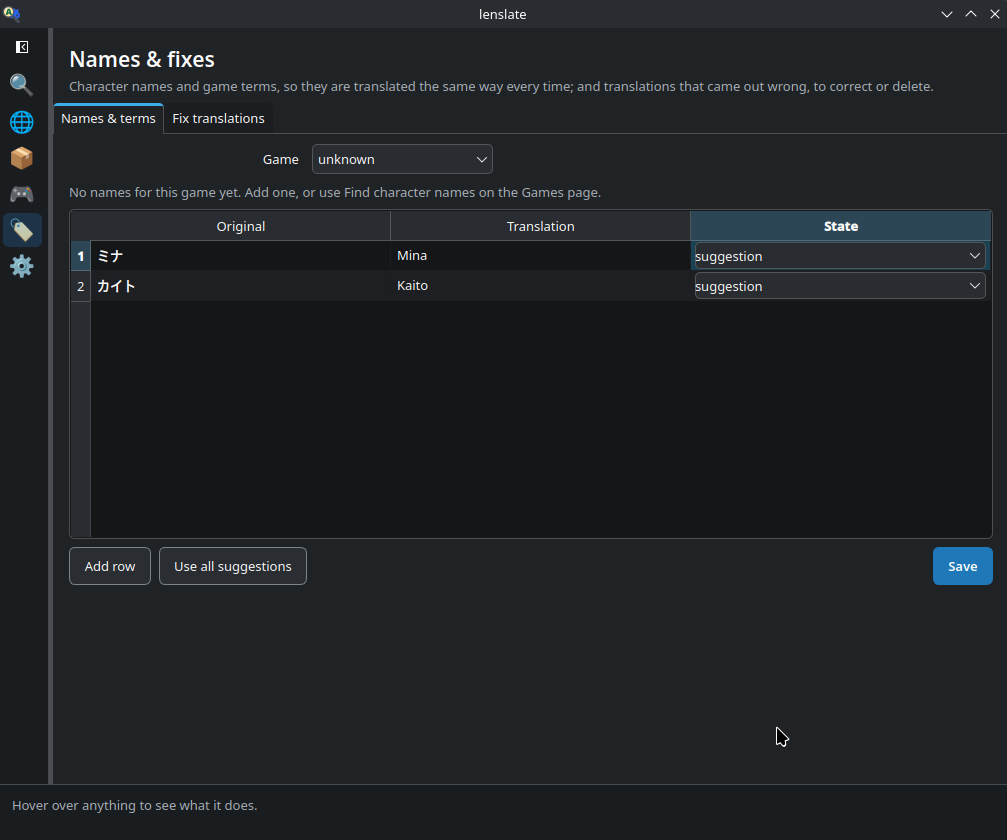 lenslate
Names & fixes
Character names and game terms, so they are translated the same way every time; and translations that came out wrong, to correct or delete.
Names & terms
Fix translations
Game
unknown
No names for this game yet. Add one, or use Find character names on the Games page.
Original
Translation
State
1
ミナ
Mina
suggestion
2
カイト
Kaito
suggestion
Add row
Use all suggestions
Save
Hover over anything to see what it does.